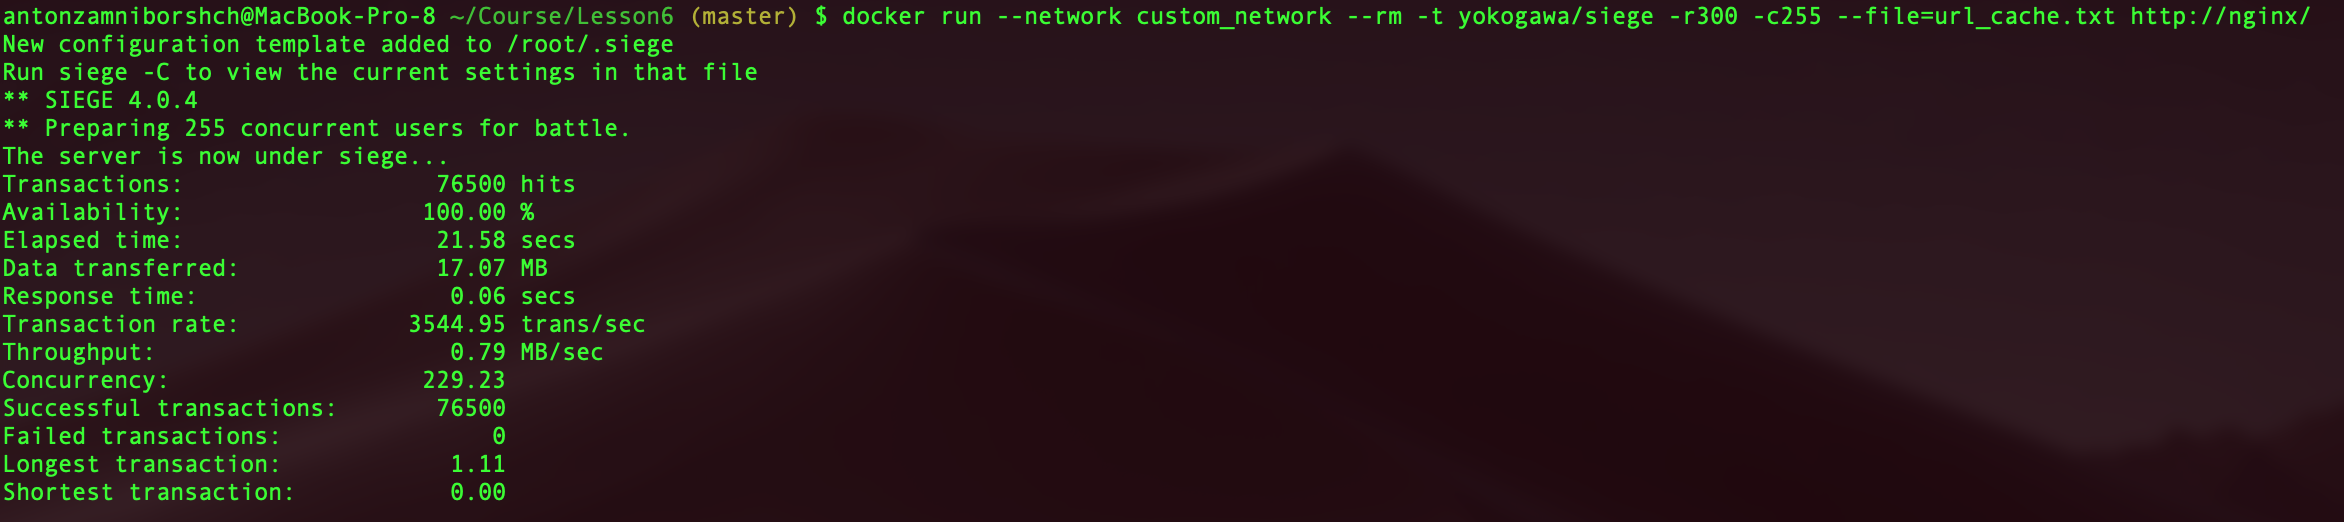 antonzamniborshch@MacBook-Pro-8 ~/Course/Lesson6 (master) $ docker run --network custom_network --rm -t yokogawa/siege -r300 -c255 --file=url_cache.txt http://nginx/
New configuration template added to /root/.siege
Run siege -C to view the current settings in that file
** SIEGE 4.0.4
** Preparing 255 concurrent users for battle.
The server is now under siege...
Transactions: 76500 hits
Availability: 100.00 %
Elapsed time: 21.58 secs
Data transferred: 17.07 MB
Response time: 0.06 secs
Transaction rate: 3544.95 trans/sec
Throughput: 0.79 MB/sec
Concurrency: 229.23
Successful transactions: 76500
Failed transactions: 0
Longest transaction: 1.11
Shortest transaction: 0.00